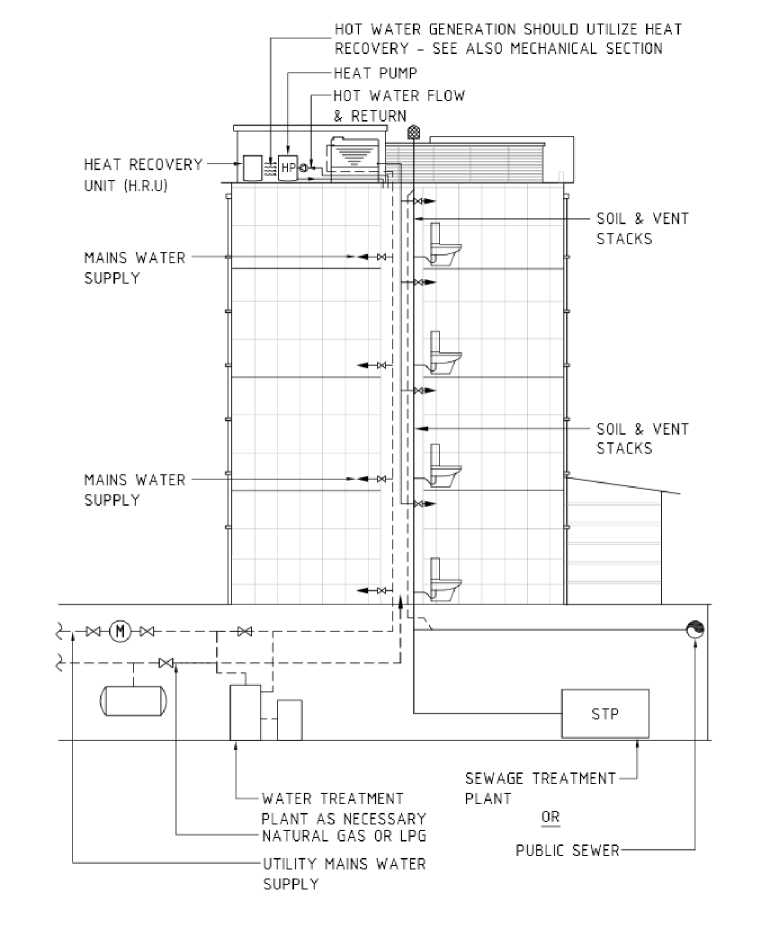 HOT WATER GENERATION SHOULD UTILIZE HEAT
RECOVERY - SEE ALSO MECHANICAL SECTION
HEAT PUMP
HOT WATER FLOW
& RETURN
HEAT RECOVERY
UNIT (H.R.U)
HP
SOIL & VENT
STACKS
MAINS WATER
SUPPLY
SOIL & VENT
STACKS
MAINS WATER
SUPPLY
M
STP
SEWAGE TREATMENT
PLANT
OR
PUBLIC SEWER
WATER TREATMENT
PLANT AS NECESSARY
NATURAL GAS OR LPG
UTILITY MAINS WATER
SUPPLY